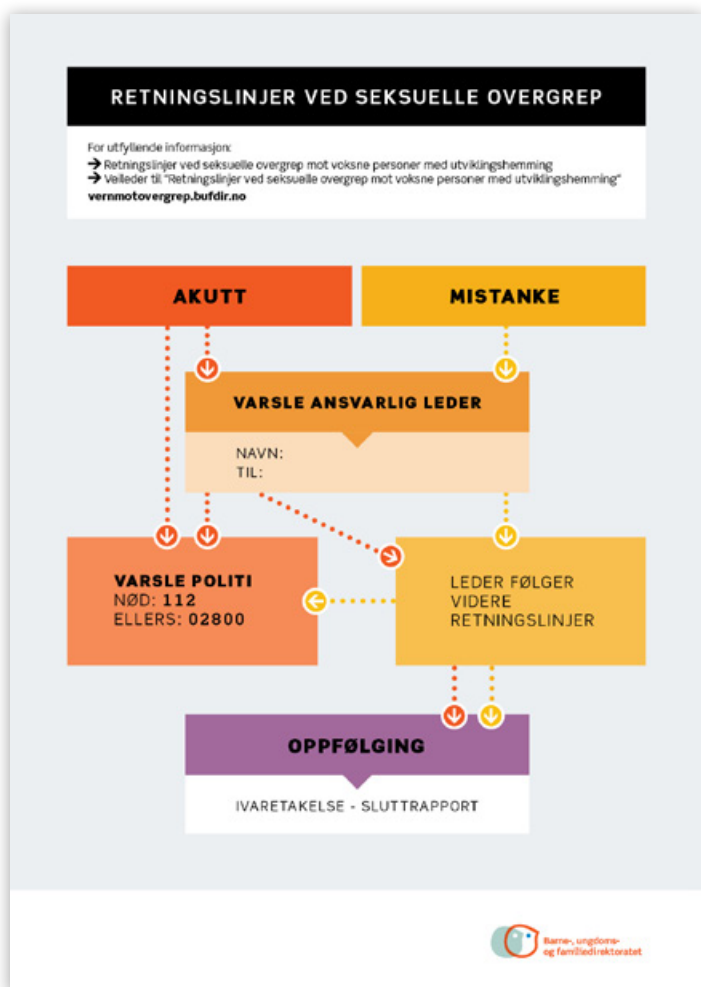 RETNINGSLINJER VED SEKSUELLE OVERGREP
For utfyllende informasjon:
→ Retningslinjer ved seksuelle overgrep mot voksne personer med utviklingshemming
→ Veileder til "Retningslinjer ved seksuelle overgrep mot voksne personer med utviklingshemming"
vernmotovergrep.bufdir.no
AKUTT
MISTANKE
VARSLE ANSVARLIG LEDER
NAVN:
TIL:
VARSLE POLITI
NØD: 112
ELLERS: 02800
LEDER FØLGER
VIDERE
RETNINGSLINJER
OPPFØLGING
IVARETAKELSE - SLUTTRAPPORT
Barne-, ungdoms-
og familiedirektoratet